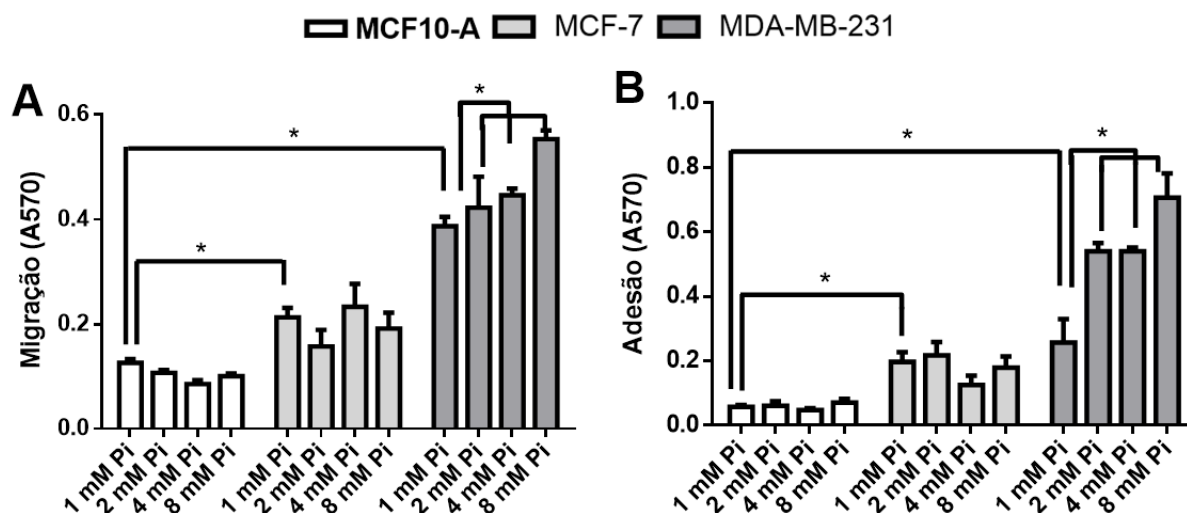 MCF10-A MCF-7 MDA-MB-231
A
Migração (A570)
0.6
0.4
0.2
0.0
*
*
*
1 mM Pi
2 mM Pi
4 mM Pi
8 mM Pi
1 mM Pi
2 mM Pi
4 mM Pi
8 mM Pi
1 mM Pi
2 mM Pi
4 mM Pi
8 mM Pi
B
Adesão (A570)
1.0
0.8
0.6
0.4
0.2
0.0
*
*
*
1 mM Pi
2 mM Pi
4 mM Pi
8 mM Pi
1 mM Pi
2 mM Pi
4 mM Pi
8 mM Pi
1 mM Pi
2 mM Pi
4 mM Pi
8 mM Pi